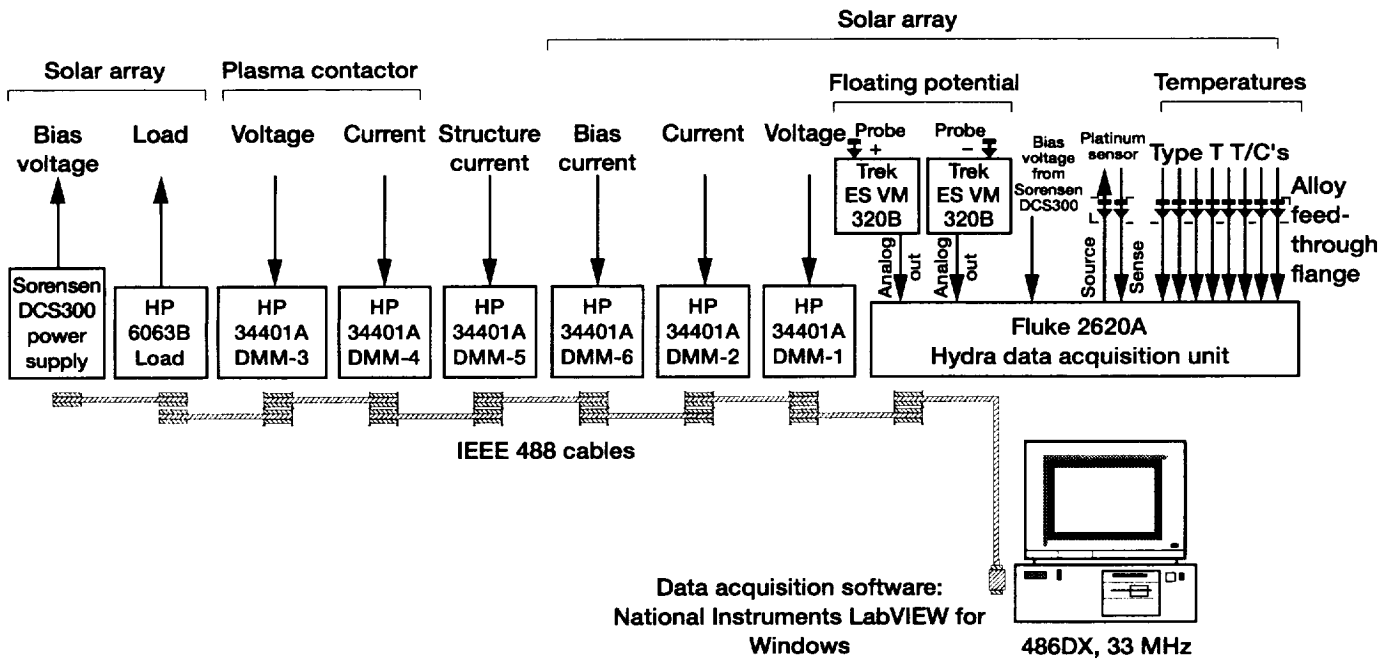 Solar array
Solar array
Plasma contactor
Floating potential
Temperatures
Bias
voltage
Load
Voltage
Current
Structure
current
Bias
current
Current
Voltage
Probe
+
Probe
−
Bias
voltage
from
Sorensen
DCS300
Platinum
sensor
Type T T/C's
Alloy
feed-
through
flange
Trek
ES VM
320B
Trek
ES VM
320B
Analog
out
Analog
out
Source
Sense
Sorensen
DCS300
power
supply
HP
6063B
Load
HP
34401A
DMM-3
HP
34401A
DMM-4
HP
34401A
DMM-5
HP
34401A
DMM-6
HP
34401A
DMM-2
HP
34401A
DMM-1
Fluke 2620A
Hydra data acquisition unit
IEEE 488 cables
Data acquisition software:
National Instruments LabVIEW for
Windows
486DX, 33 MHz